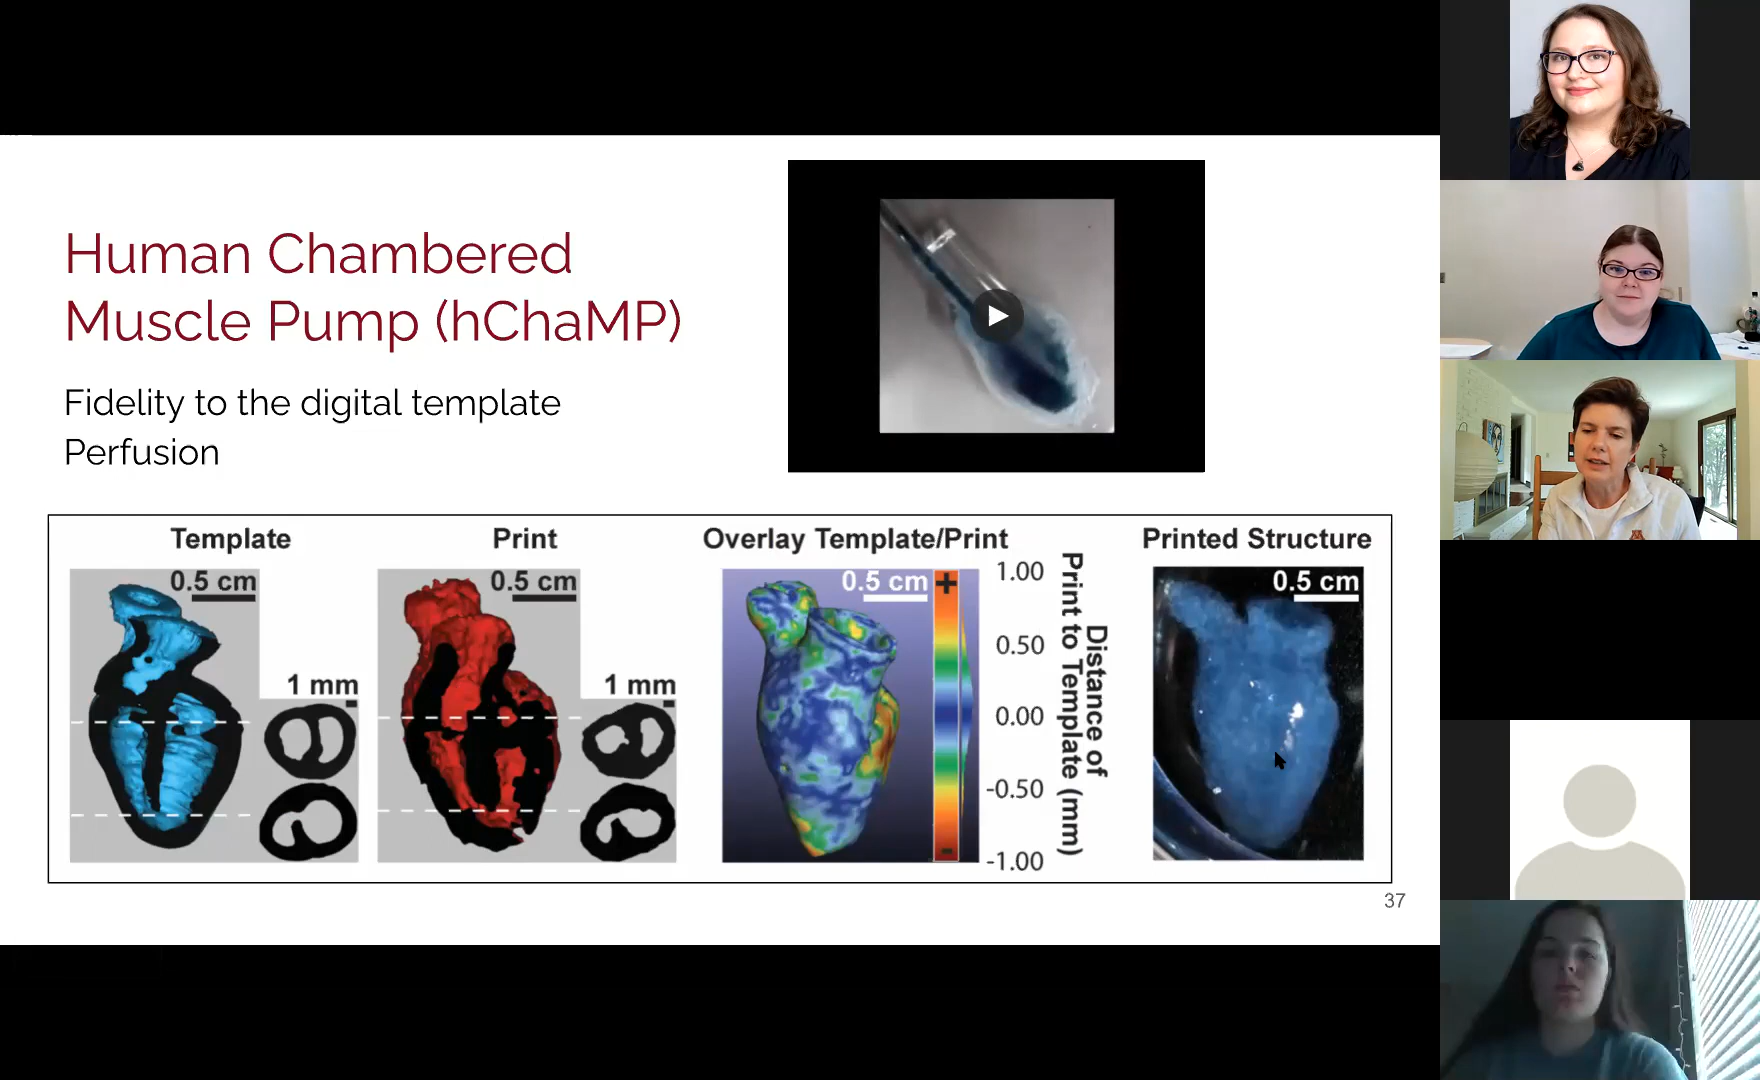 Human Chambered
Muscle Pump (hChaMP)
Fidelity to the digital template
Perfusion
Template
0.5 cm
1 mm
Print
0.5 cm
1 mm
Overlay Template/Print
0.5 cm
+
-
1.00
0.50
0.00
-0.50
-1.00
Distance of
Print to Template (mm)
Printed Structure
0.5 cm
37